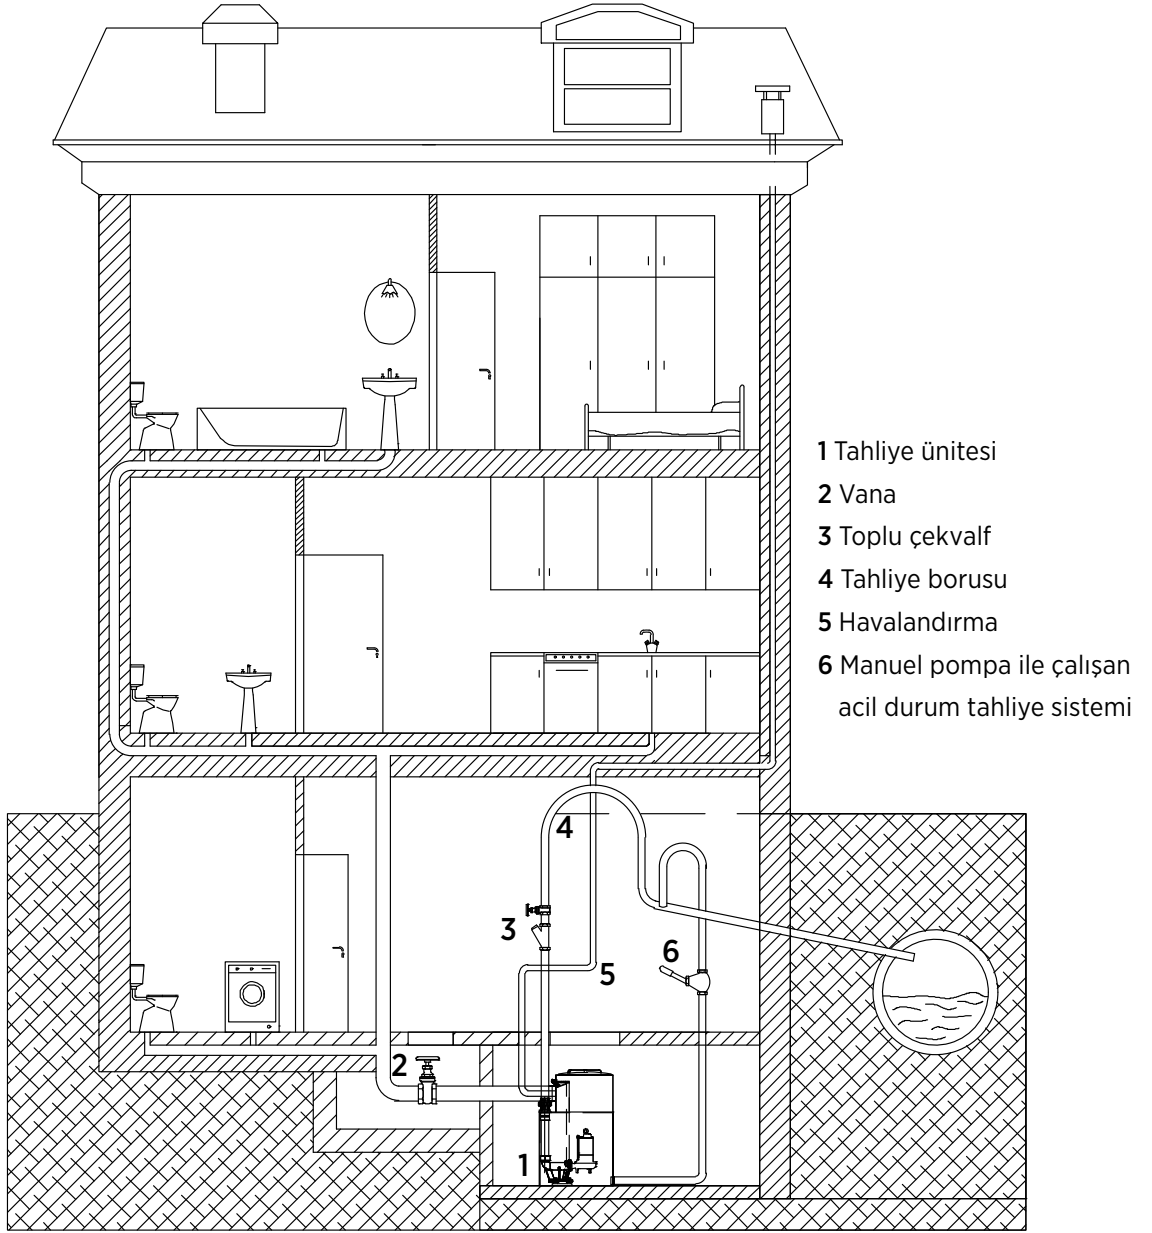 1 Tahliye ünitesi
2 Vana
3 Toplu çekvalf
4 Tahliye borusu
5 Havalandırma
6 Manuel pompa ile çalışan
acil durum tahliye sistemi
4
3
6
5
2
1